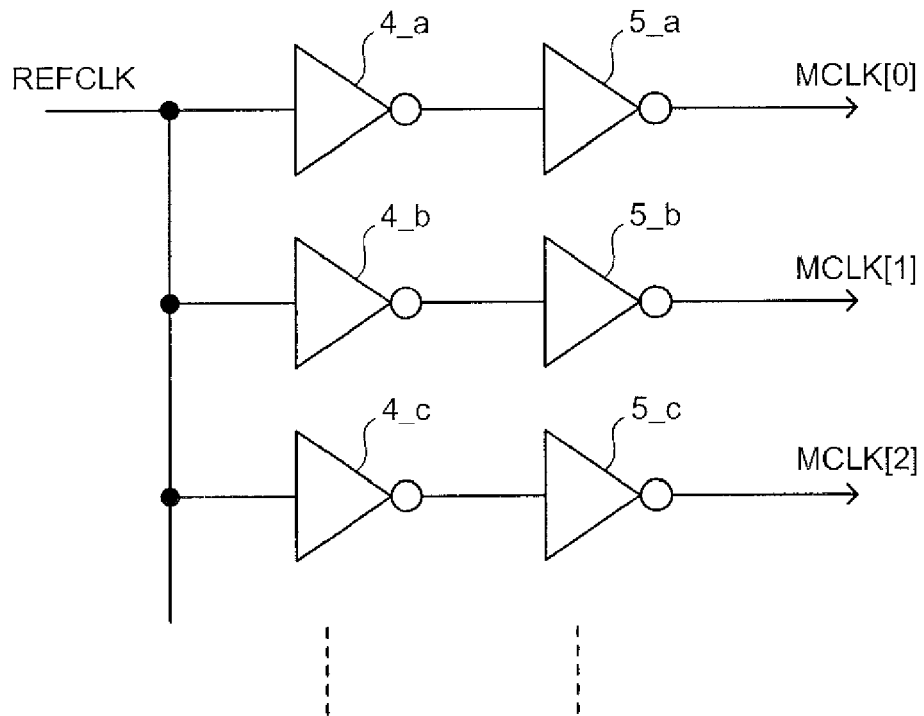 4_a
5_a
REFCLK
MCLK[0]
4_b
5_b
MCLK[1]
4_c
5_c
MCLK[2]